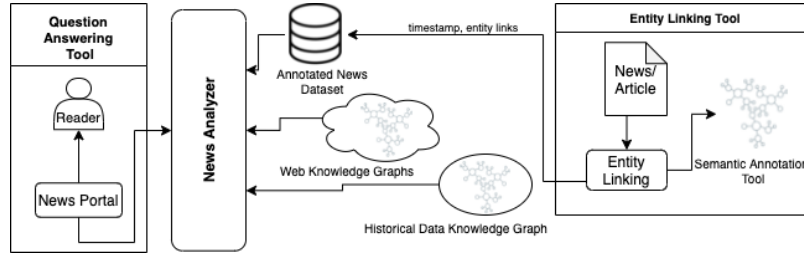 Question
Answering
Tool
Reader
News Portal
News Analyzer
Annotated News
Dataset
Web Knowledge Graphs
Historical Data Knowledge Graph
timestamp, entity links
Entity Linking Tool
News/
Article
Entity
Linking
Semantic Annotation
Tool